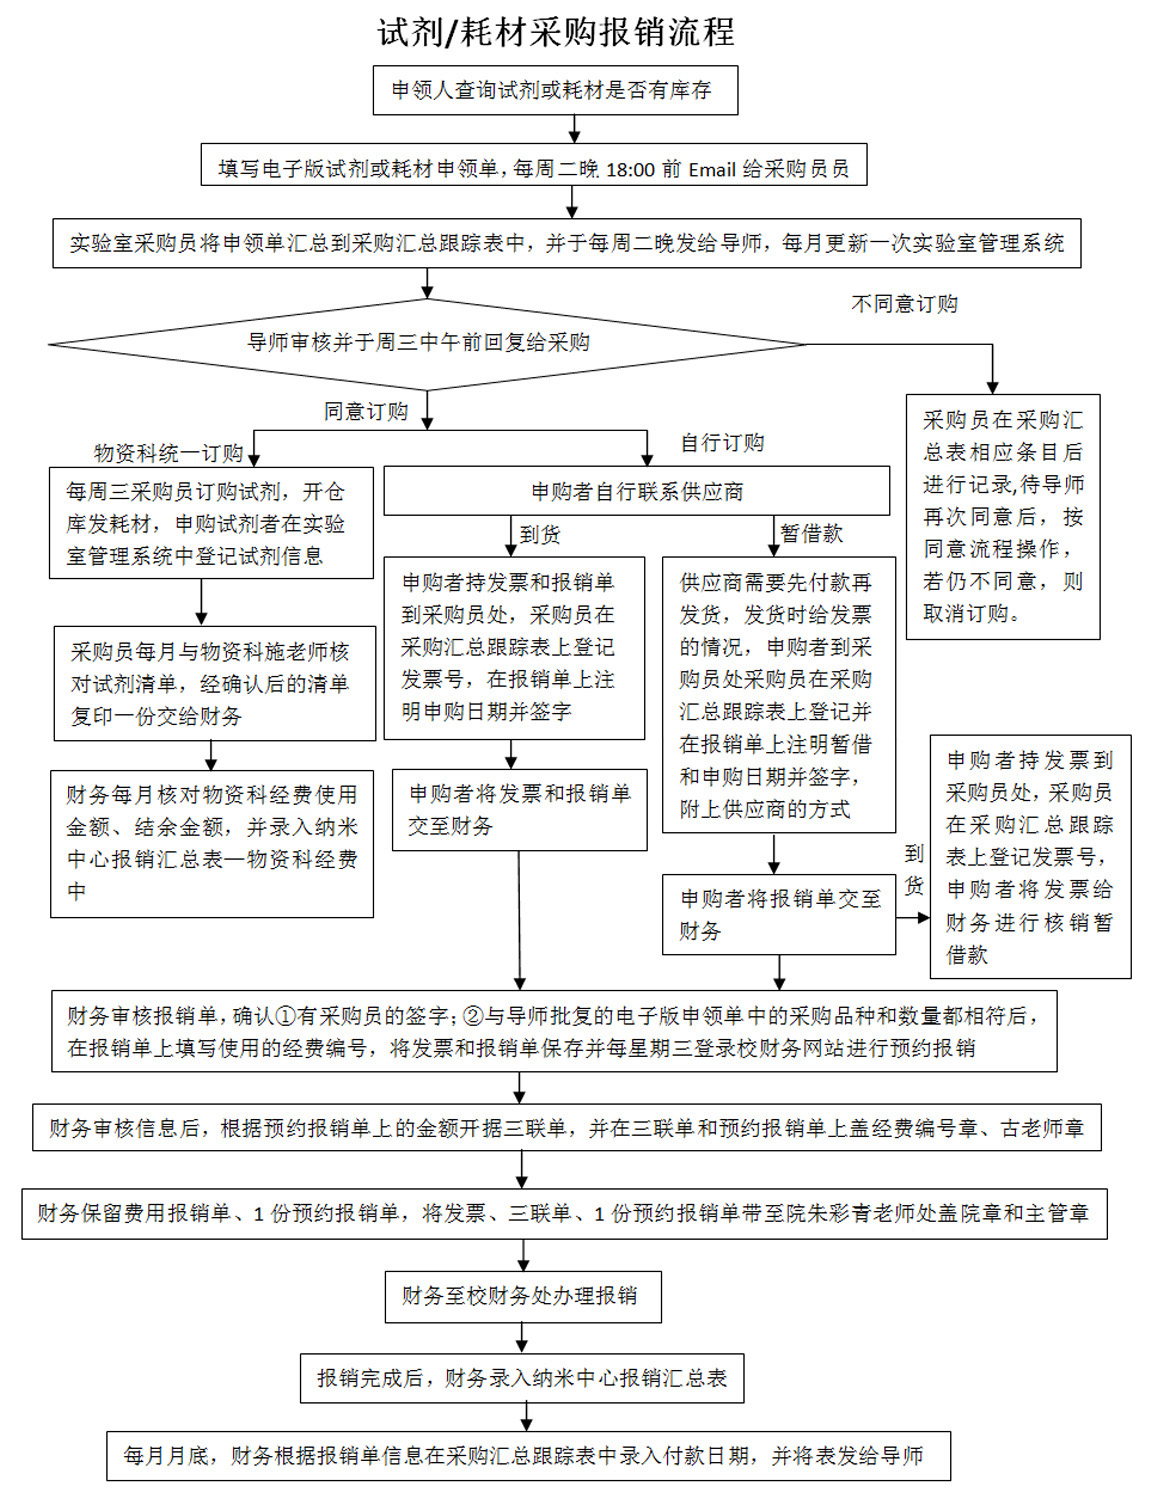 试剂/耗材采购报销流程
申领人查询试剂或耗材是否有库存
填写电子版试剂或耗材申领单，每周二晚 18:00 前 Email 给采购员员
实验室采购员将申领单汇总到采购汇总跟踪表中，并于每周二晚发给导师，每月更新一次实验室管理系统
不同意订购
导师审核并于周三中午前回复给采购
同意订购
采购员在采购汇
总表相应条目后
进行记录,待导师
再次同意后，按
同意流程操作，
若仍不同意，则
取消订购。
物资科统一订购
自行订购
每周三采购员订购试剂，开仓
库发耗材，申购试剂者在实验
室管理系统中登记试剂信息
申购者自行联系供应商
到货
暂借款
采购员每月与物资科施老师核
对试剂清单，经确认后的清单
复印一份交给财务
财务每月核对物资科经费使用
金额、结余金额，并录入纳米
中心报销汇总表—物资科经费
中
申购者持发票和报销单
到采购员处，采购员在
采购汇总跟踪表上登记
发票号，在报销单上注
明申购日期并签字
申购者将发票和报销单
交至财务
供应商需要先付款再
发货，发货时给发票
的情况，申购者到采
购员处采购员在采购
汇总跟踪表上登记并
在报销单上注明暂借
和申购日期并签字，
附上供应商的方式
申购者将报销单交至
财务
到
货
申购者持发票到
采购员处，采购员
在采购汇总跟踪
表上登记发票号，
申购者将发票给
财务进行核销暂
借款
财务审核报销单，确认①有采购员的签字；②与导师批复的电子版申领单中的采购品种和数量都相符后，
在报销单上填写使用的经费编号，将发票和报销单保存并每星期三登录校财务网站进行预约报销
财务审核信息后，根据预约报销单上的金额开据三联单，并在三联单和预约报销单上盖经费编号章、古老师章
财务保留费用报销单、1 份预约报销单，将发票、三联单、1 份预约报销单带至院朱彩青老师处盖院章和主管章
财务至校财务处办理报销
报销完成后，财务录入纳米中心报销汇总表
每月月底，财务根据报销单信息在采购汇总跟踪表中录入付款日期，并将表发给导师